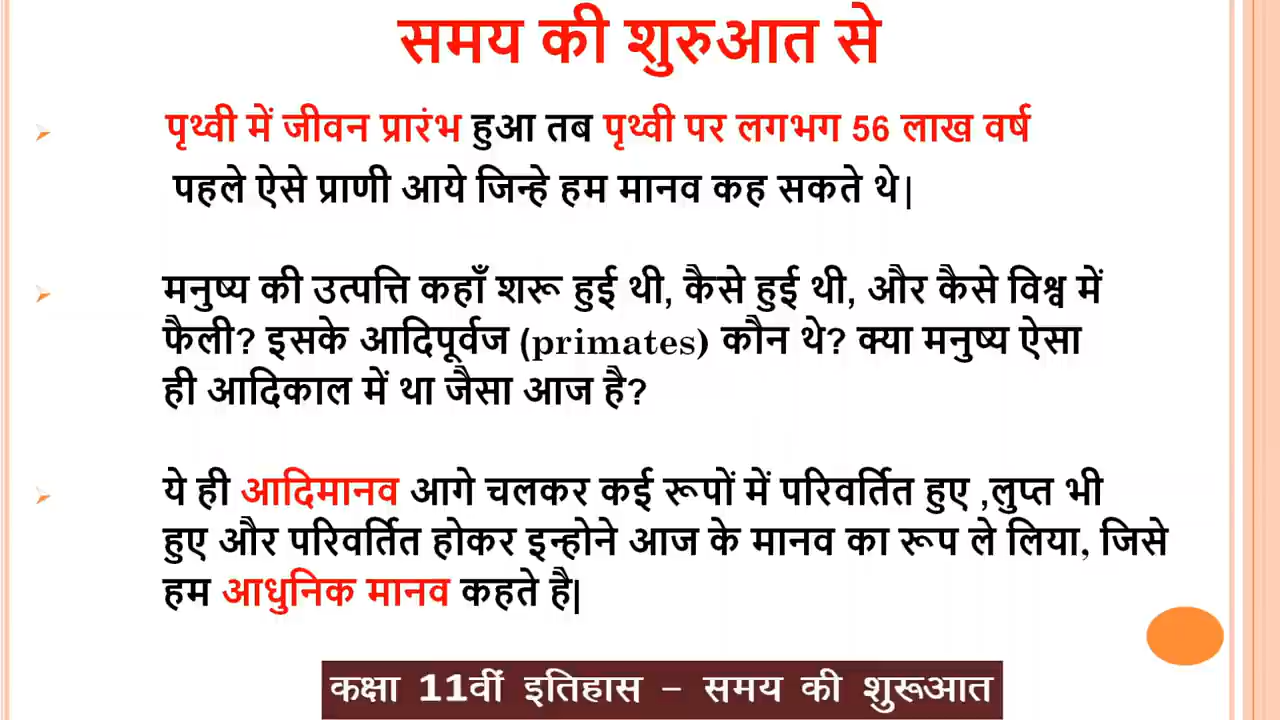 समय की शुरुआत से
पृथ्वी में जीवन प्रारंभ हुआ तब पृथ्वी पर लगभग 56 लाख वर्ष
पहले ऐसे प्राणी आये जिन्हे हम मानव कह सकते थे|
मनुष्य की उत्पत्ति कहाँ शरू हुई थी, कैसे हुई थी, और कैसे विश्व में
फैली? इसके आदिपूर्वज (primates) कौन थे? क्या मनुष्य ऐसा
ही आदिकाल में था जैसा आज है?
ये ही आदिमानव आगे चलकर कई रूपों में परिवर्तित हुए ,लुप्त भी
हुए और परिवर्तित होकर इन्होने आज के मानव का रूप ले लिया, जिसे
हम आधुनिक मानव कहते है|
कक्षा 11वीं इतिहास – समय की शुरूआत